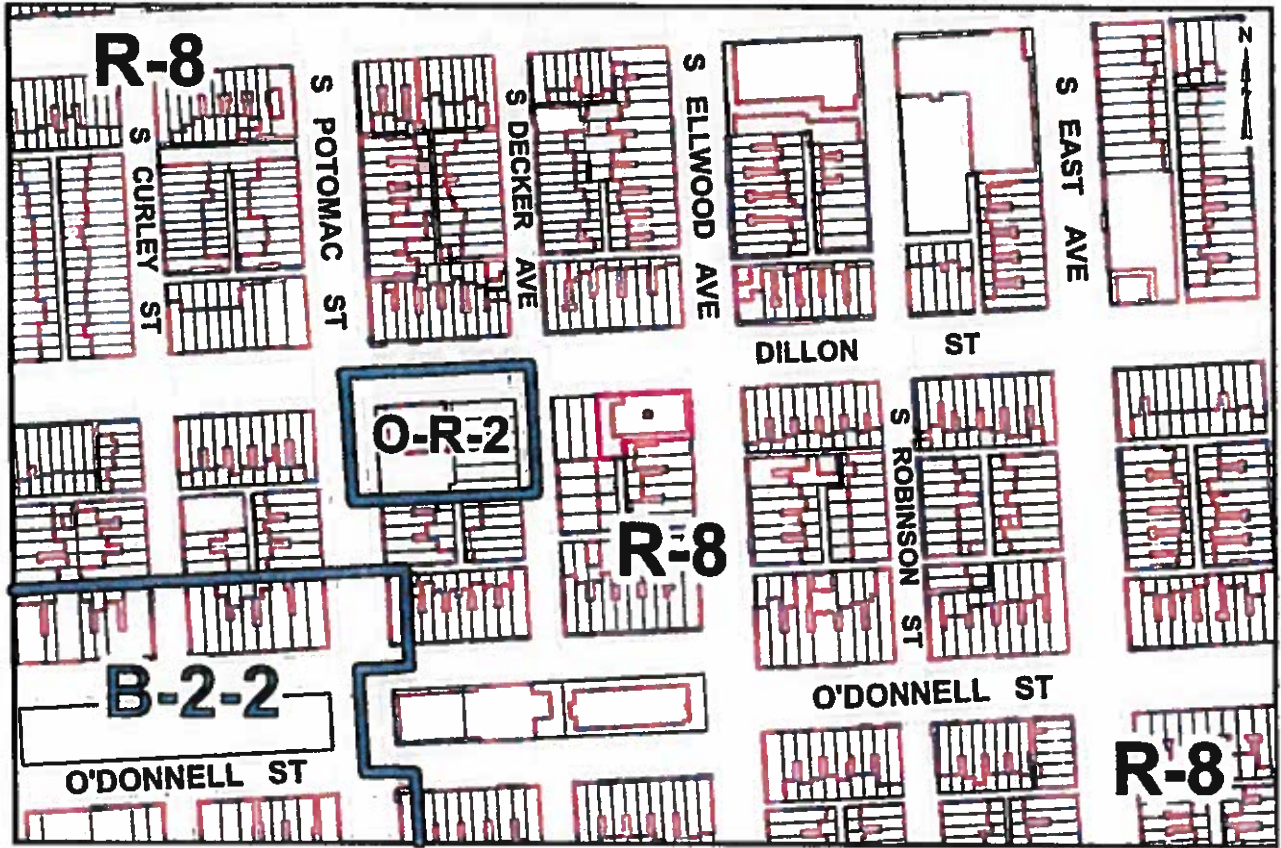 R-8
N
S CURLEY ST
S POTOMAC ST
S DECKER AVE
S ELLWOOD AVE
S EAST AVE
DILLON ST
O-R-2
R-8
S ROBINSON ST
B-2-2
O'DONNELL ST
O'DONNELL ST
R-8